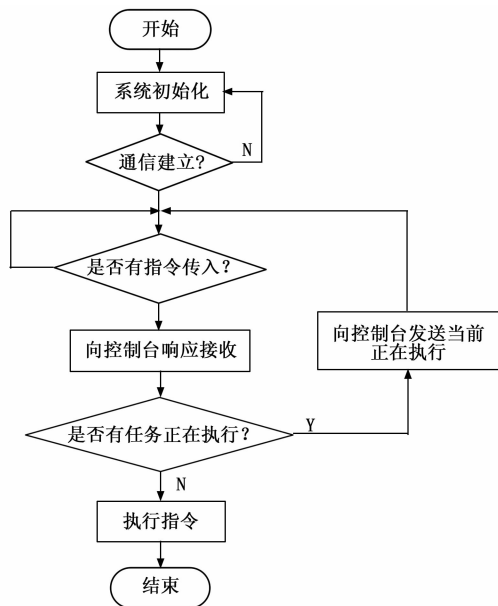 开始
系统初始化
通信建立?
N
是否有指令传入?
向控制台响应接收
向控制台发送当前
正在执行
是否有任务正在执行?
Y
N
执行指令
结束